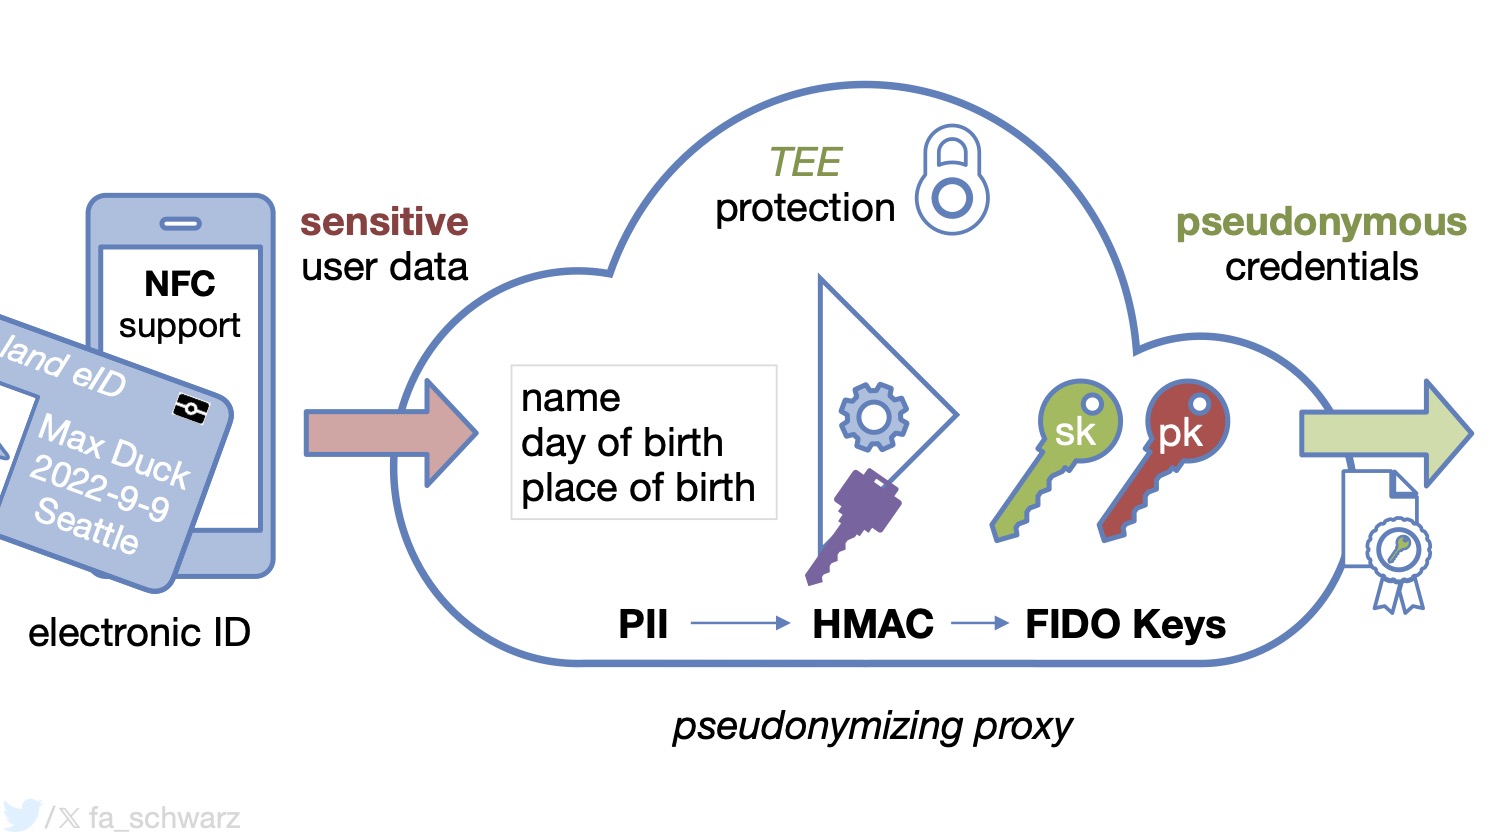 NFC
support
land eID
Max Duck
2022-9-9
Seattle
electronic ID
sensitive
user data
TEE
protection
name
day of birth
place of birth
sk
pk
PII
HMAC
FIDO Keys
pseudonymizing proxy
pseudonymous
credentials
/𝕏 fa_schwarz